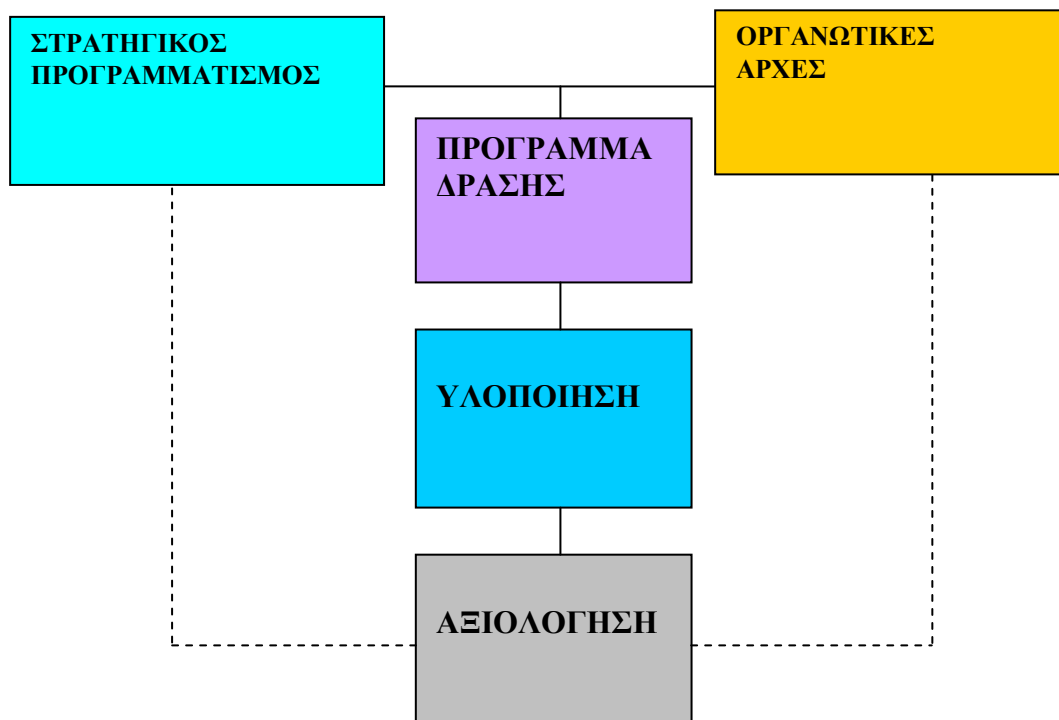 ΣΤΡΑΤΗΓΙΚΟΣ
ΠΡΟΓΡΑΜΜΑΤΙΣΜΟΣ
ΟΡΓΑΝΩΤΙΚΕΣ
ΑΡΧΕΣ
ΠΡΟΓΡΑΜΜΑ
ΔΡΑΣΗΣ
ΥΛΟΠΟΙΗΣΗ
ΑΞΙΟΛΟΓΗΣΗ